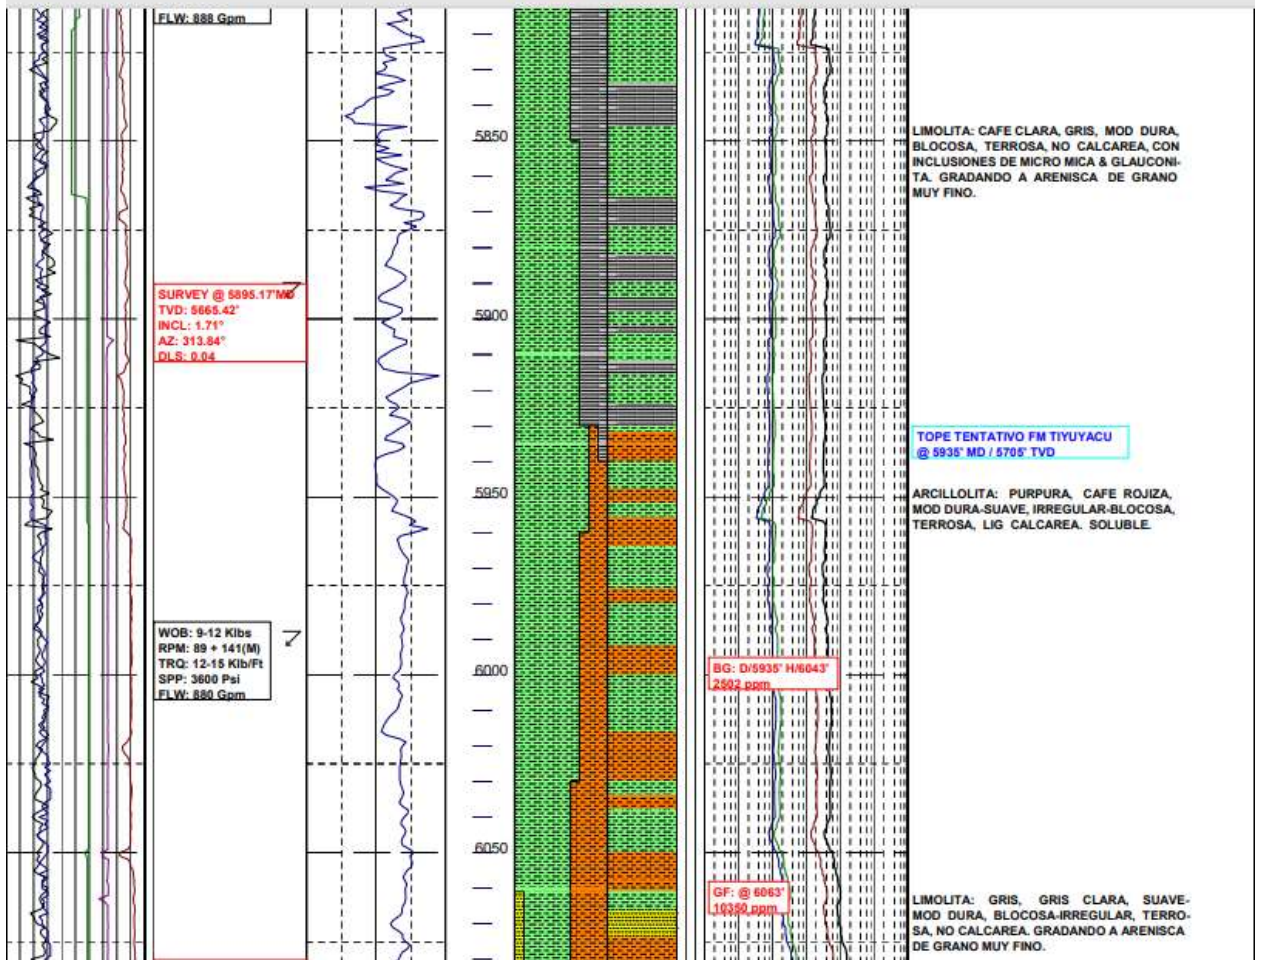 FLW: 888 Gpm
5850
LIMOLITA: CAFE CLARA, GRIS, MOD DURA,
BLOCOSA, TERROSA, NO CALCAREA, CON
INCLUSIONES DE MICRO MICA & GLAUCONI-
TA. GRADANDO A ARENISCA DE GRANO
MUY FINO.
SURVEY @ 5895.17'MD
TVD: 5665.42'
INCL: 1.71°
AZ: 313.84°
DLS: 0.04
5900
TOPE TENTATIVO FM TIYUYACU
@ 5935' MD / 5705' TVD
5950
ARCILLOLITA: PURPURA, CAFE ROJIZA,
MOD DURA-SUAVE, IRREGULAR-BLOCOSA,
TERROSA, LIG CALCAREA. SOLUBLE.
WOB: 9-12 Klbs
RPM: 89 + 141(M)
TRQ: 12-15 Klb/Ft
SPP: 3600 Psi
FLW: 880 Gpm
6000
BG: D/5935' H/6043'
2502 ppm
6050
GF: @ 6063'
10350 ppm
LIMOLITA: GRIS, GRIS CLARA, SUAVE-
MOD DURA, BLOCOSA-IRREGULAR, TERRO-
SA, NO CALCAREA. GRADANDO A ARENISCA
DE GRANO MUY FINO.